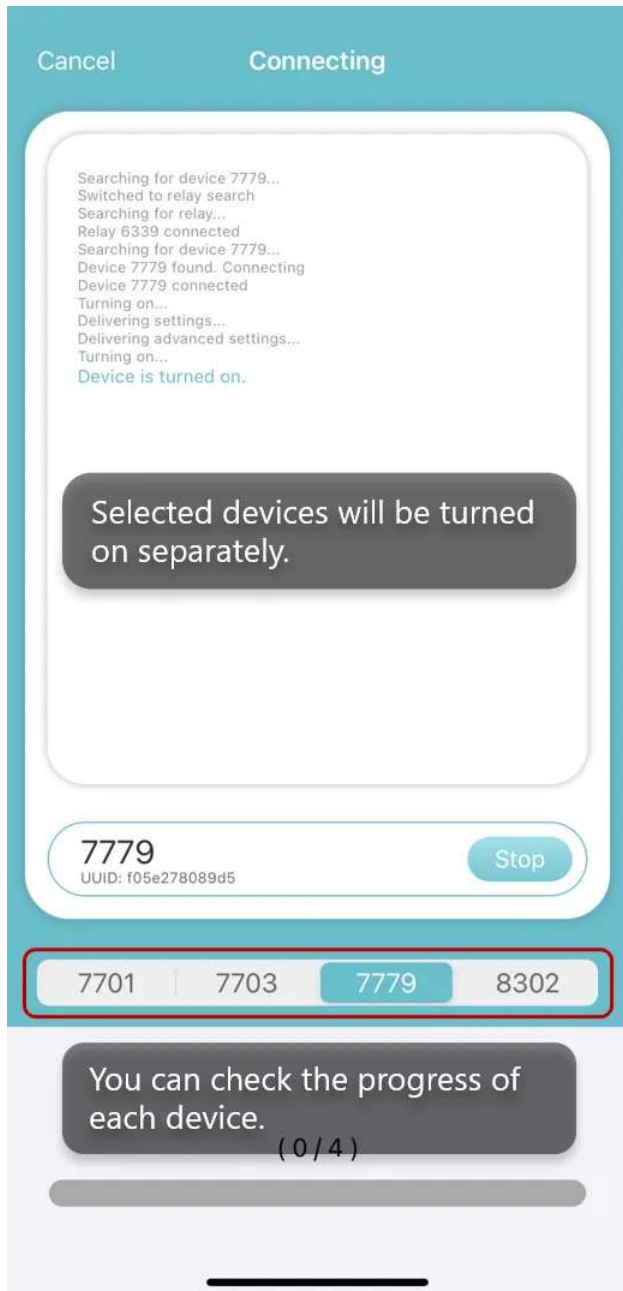 Cancel
Connecting
Searching for device 7779...
Switched to relay search
Searching for relay...
Relay 6339 connected
Searching for device 7779...
Device 7779 found. Connecting
Device 7779 connected
Turning on...
Delivering settings...
Delivering advanced settings...
Turning on...
Device is turned on.
Selected devices will be turned
on separately.
7779
UUID: f05e278089d5
Stop
7701 7703 7779 8302
You can check the progress of
each device.
( 0 / 4 )